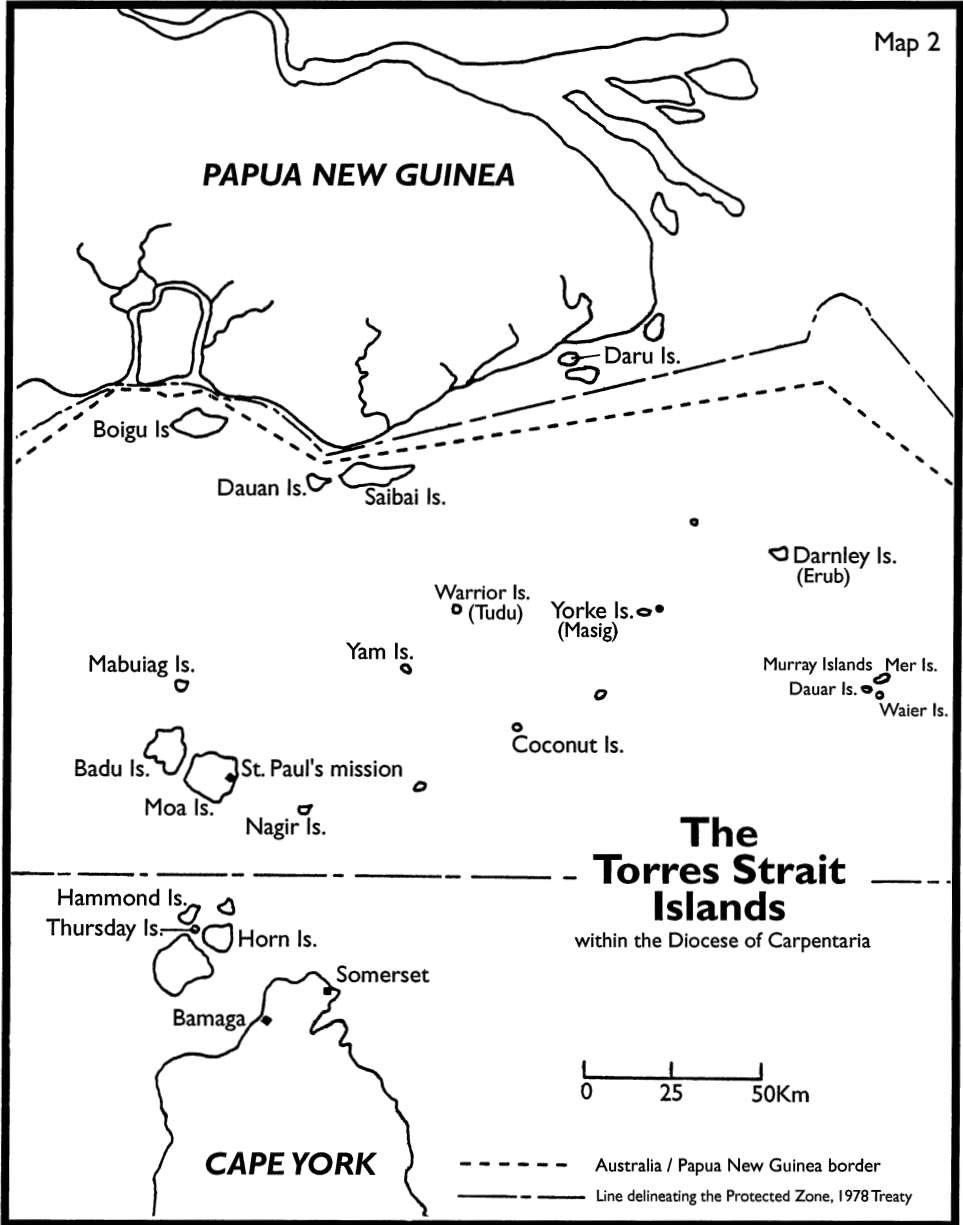 Map 2
PAPUA NEW GUINEA
Daru Is.
Boigu Is
Dauan Is.
Saibai Is.
Darnley Is.
(Erub)
Warrior Is.
(Tudu)
Yorke Is.
(Masig)
Yam Is.
Mabuiag Is.
Murray Islands
Mer Is.
Dauar Is.
Waier Is.
Coconut Is.
Badu Is.
St. Paul's mission
Moa Is.
Nagir Is.
The
Torres Strait
Islands
within the Diocese of Carpentaria
Hammond Is.
Thursday Is.
Horn Is.
Somerset
Bamaga
0 25 50Km
CAPE YORK
Australia / Papua New Guinea border
Line delineating the Protected Zone, 1978 Treaty